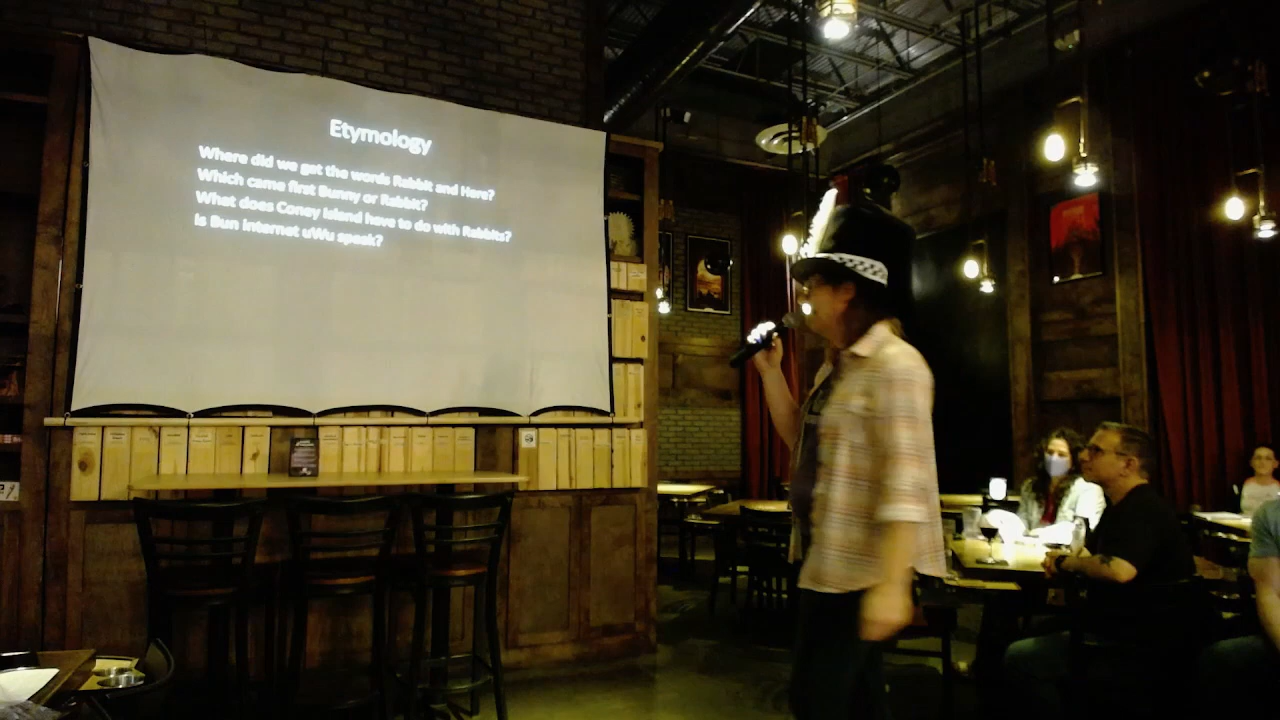 Etymology
Where did we get the words Rabbit and Hare?
Which came first Bunny or Rabbit?
What does Coney Island have to do with Rabbits?
Is Bun internet uWu speak?